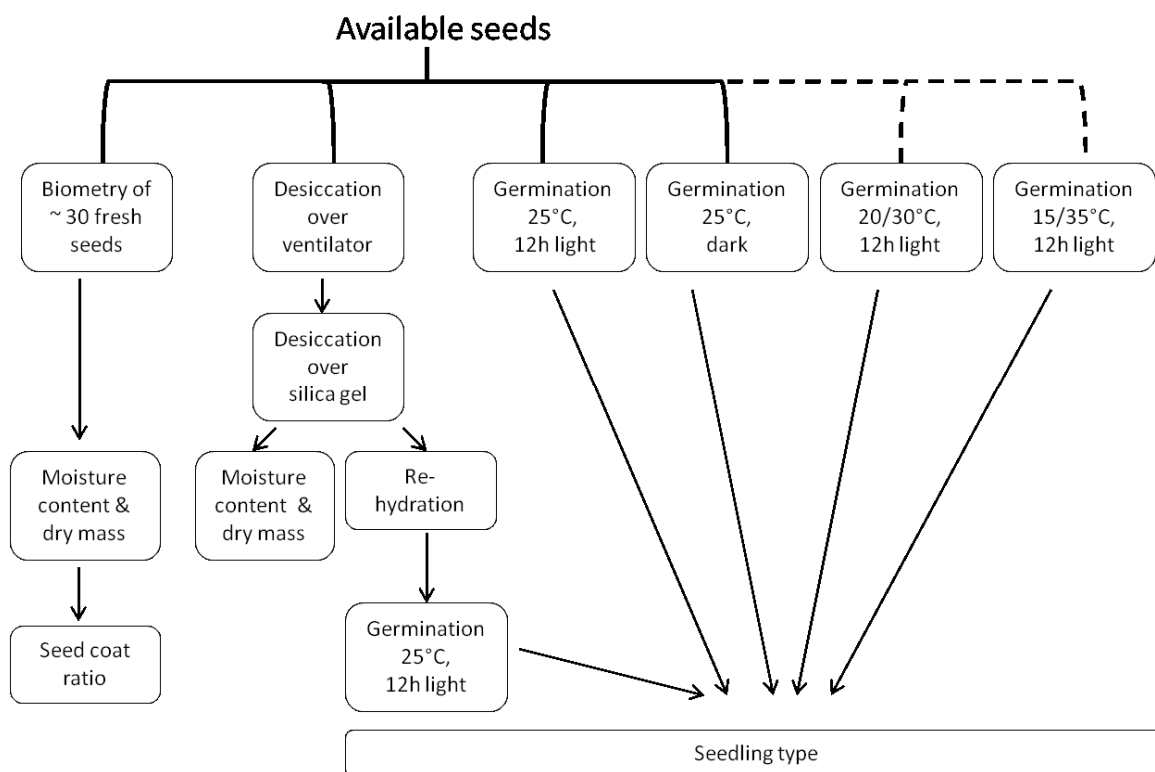 Available seeds
Biometry of
~ 30 fresh
seeds
Desiccation
over
ventilator
Germination
25°C,
12h light
Germination
25°C,
dark
Germination
20/30°C,
12h light
Germination
15/35°C,
12h light
Desiccation
over
silica gel
Moisture
content &
dry mass
Moisture
content &
dry mass
Re-
hydration
Seed coat
ratio
Germination
25°C,
12h light
Seedling type